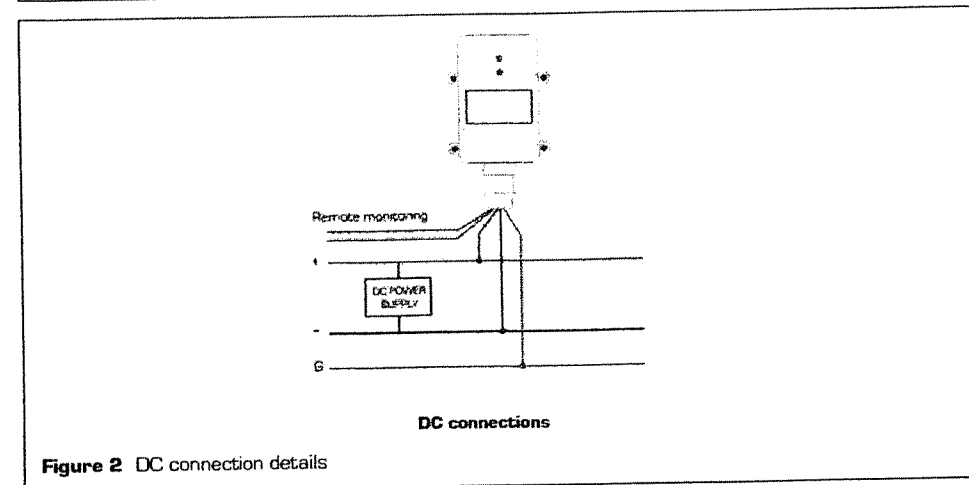 Remote monitoring
+
DC POWER
SUPPLY
-
G
DC connections
Figure 2 DC connection details